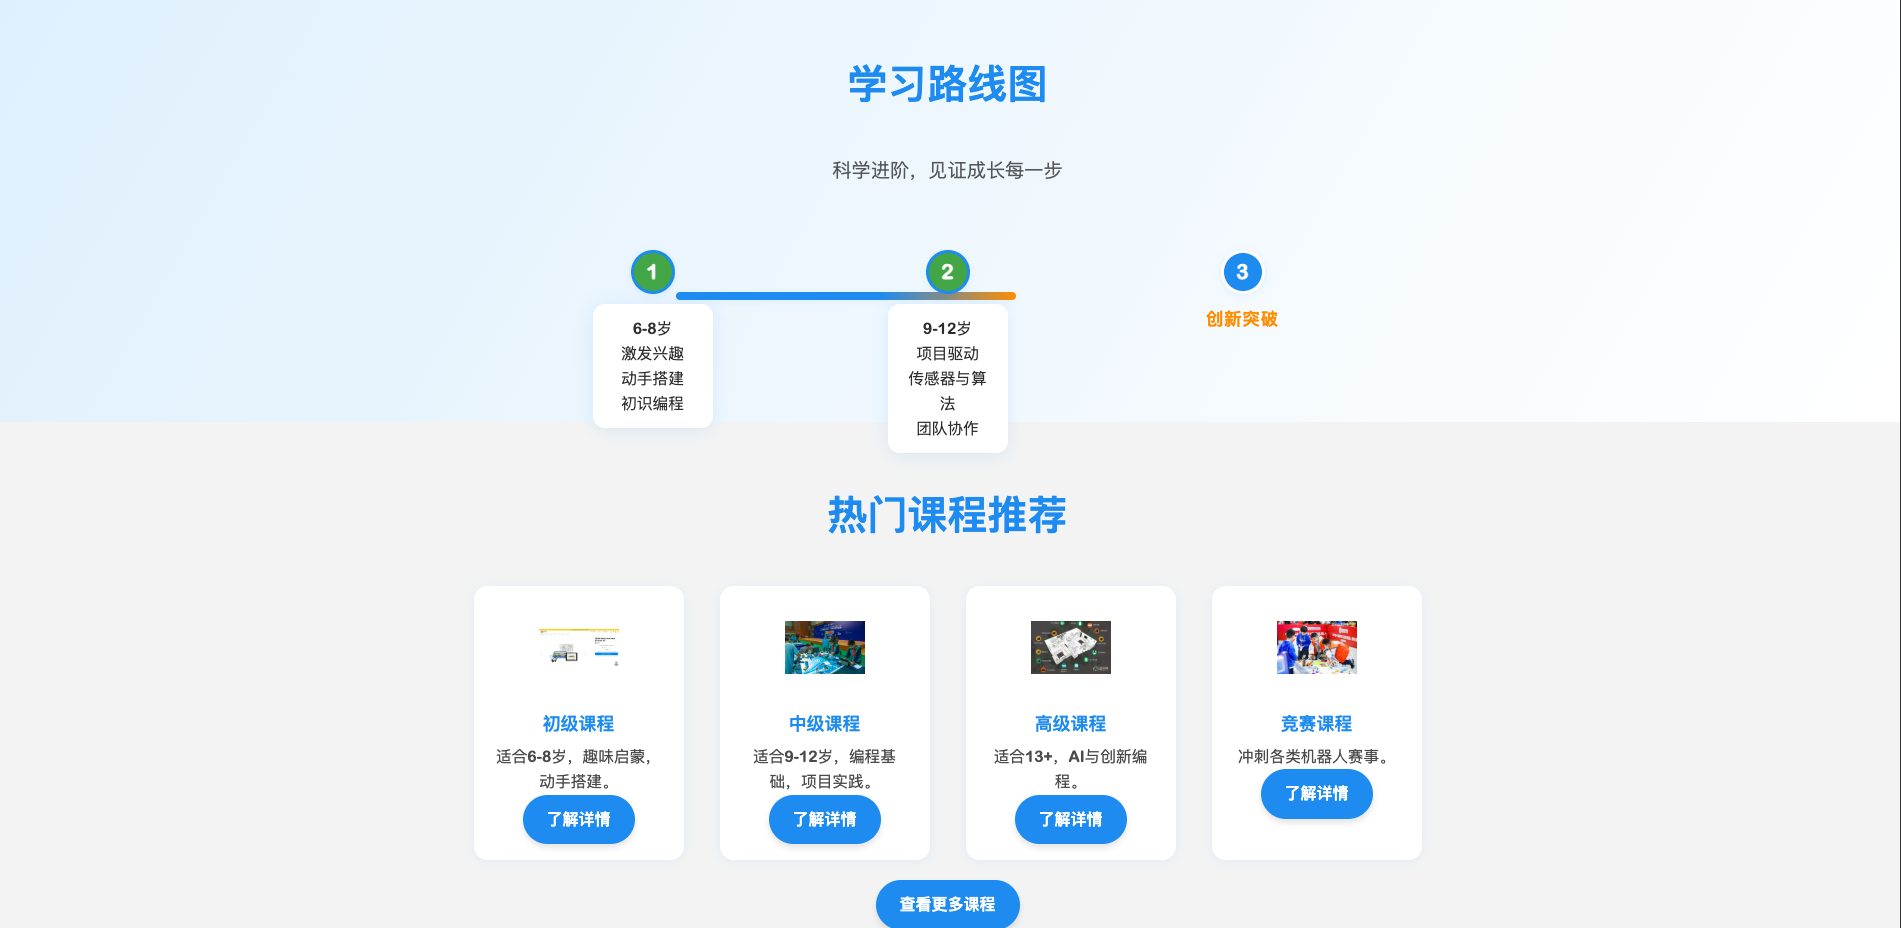 学习路线图
科学进阶，见证成长每一步
1
2
3
6-8岁
激发兴趣
动手搭建
初识编程
9-12岁
项目驱动
传感器与算
法
团队协作
创新突破
热门课程推荐
初级课程
适合6-8岁，趣味启蒙，
动手搭建。
了解详情
中级课程
适合9-12岁，编程基
础，项目实践。
了解详情
高级课程
适合13+，AI与创新编
程。
了解详情
竞赛课程
冲刺各类机器人赛事。
了解详情
查看更多课程